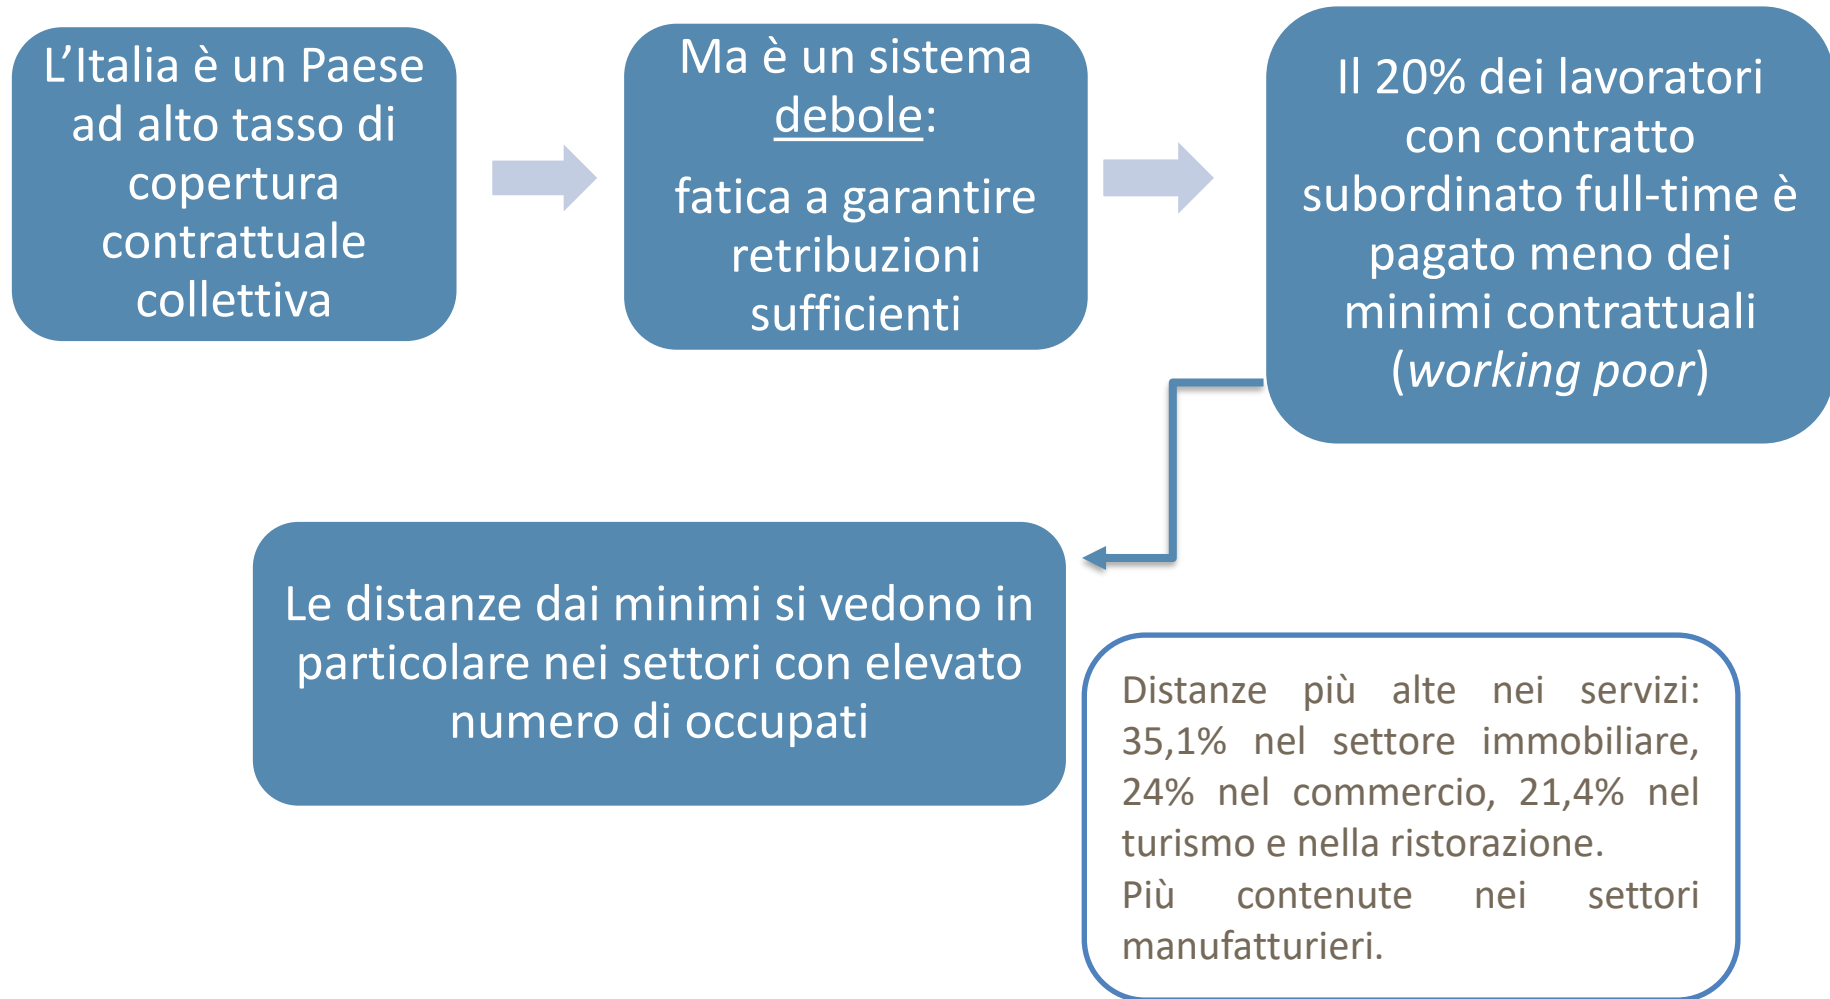 L’Italia è un Paese
ad alto tasso di
copertura
contrattuale
collettiva
Ma è un sistema
debole:
fatica a garantire
retribuzioni
sufficienti
Il 20% dei lavoratori
con contratto
subordinato full-time è
pagato meno dei
minimi contrattuali
(working poor)
Le distanze dai minimi si vedono in
particolare nei settori con elevato
numero di occupati
Distanze più alte nei servizi:
35,1% nel settore immobiliare,
24% nel commercio, 21,4% nel
turismo e nella ristorazione.
Più contenute nei settori
manufatturieri.